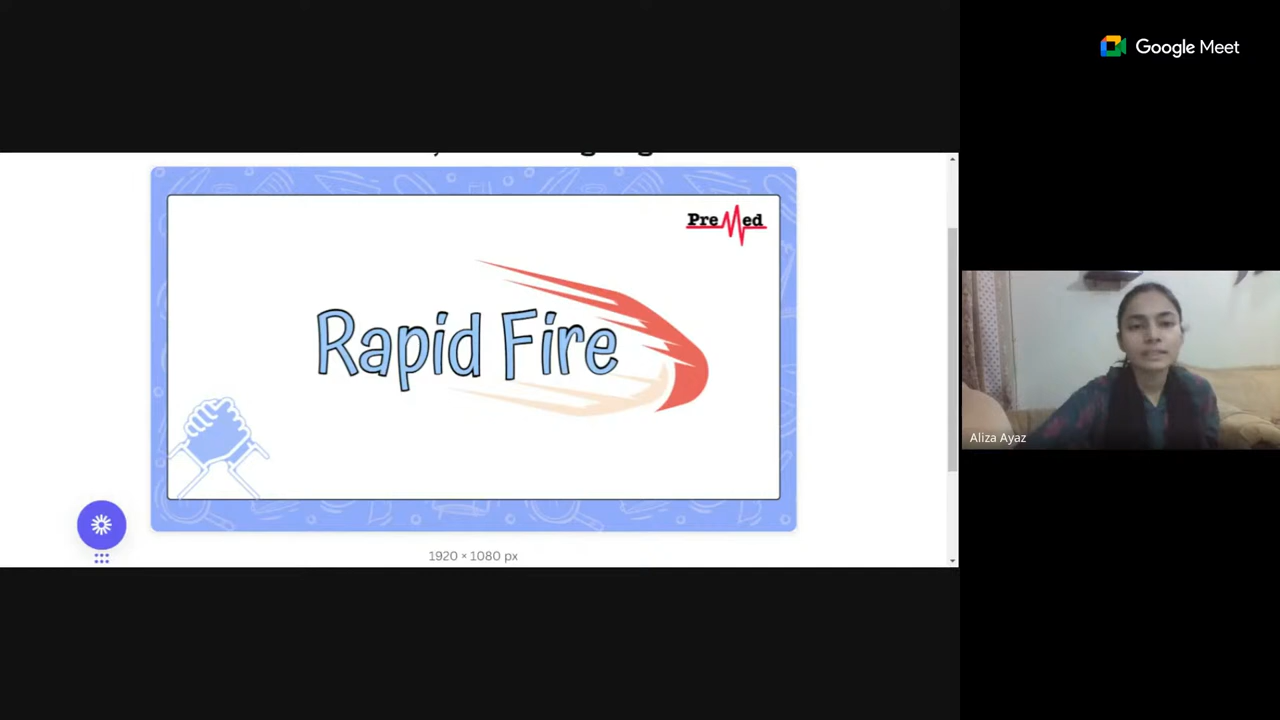 Google Meet
PreMed
Rapid Fire
Aliza Ayaz
1920 × 1080 px